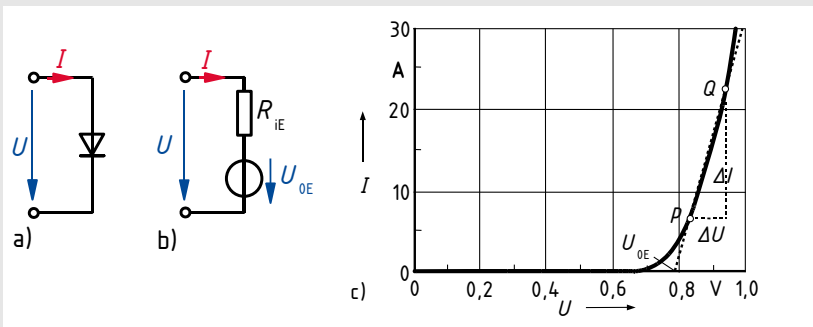 I
U
a)
I
R iE
U
U 0E
b)
30
A
20
I
10
0
Q
ΔI
P
ΔU
U 0E
c)
0 0,2 0,4 0,6 0,8 V 1,0
U